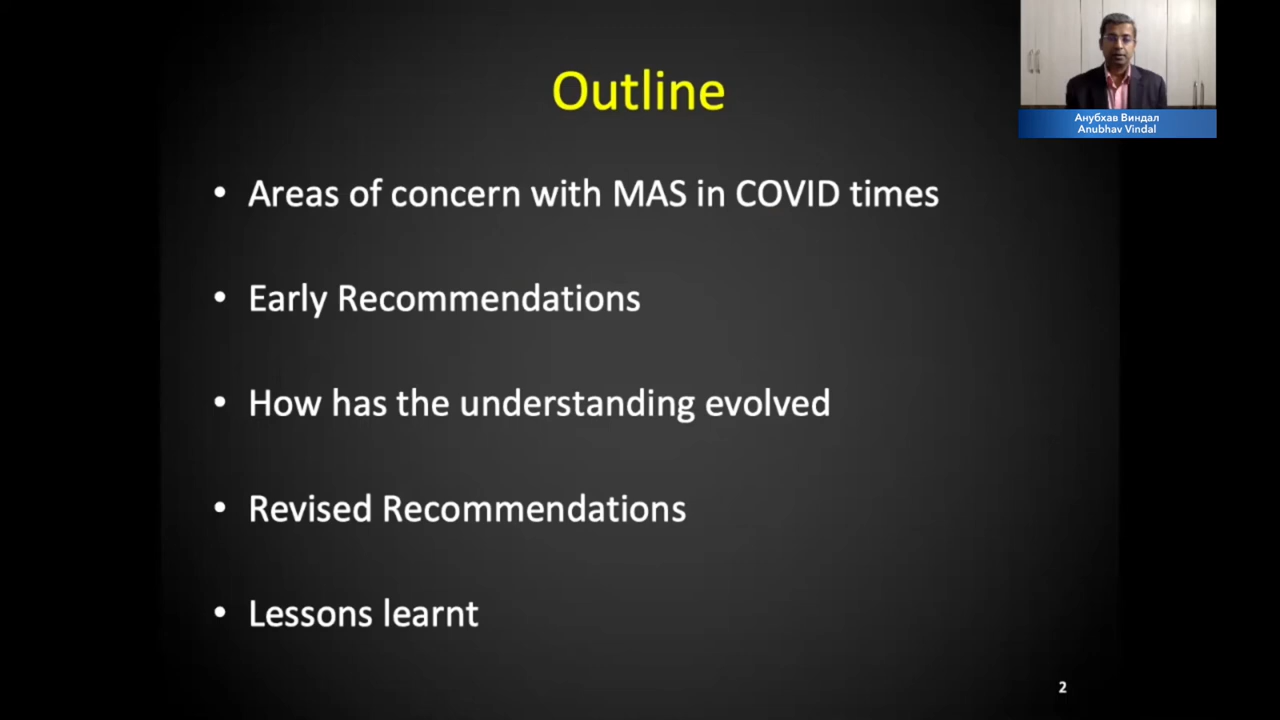 Outline
Анубхав Виндал
Anubhav Vindal
• Areas of concern with MAS in COVID times
• Early Recommendations
• How has the understanding evolved
• Revised Recommendations
• Lessons learnt
2